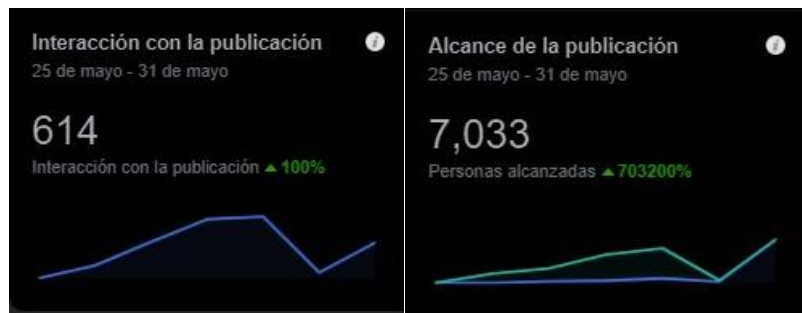 Interacción con la publicación
25 de mayo - 31 de mayo
614
Interacción con la publicación ▲ 100%
Alcance de la publicación
25 de mayo - 31 de mayo
7,033
Personas alcanzadas ▲ 703200%